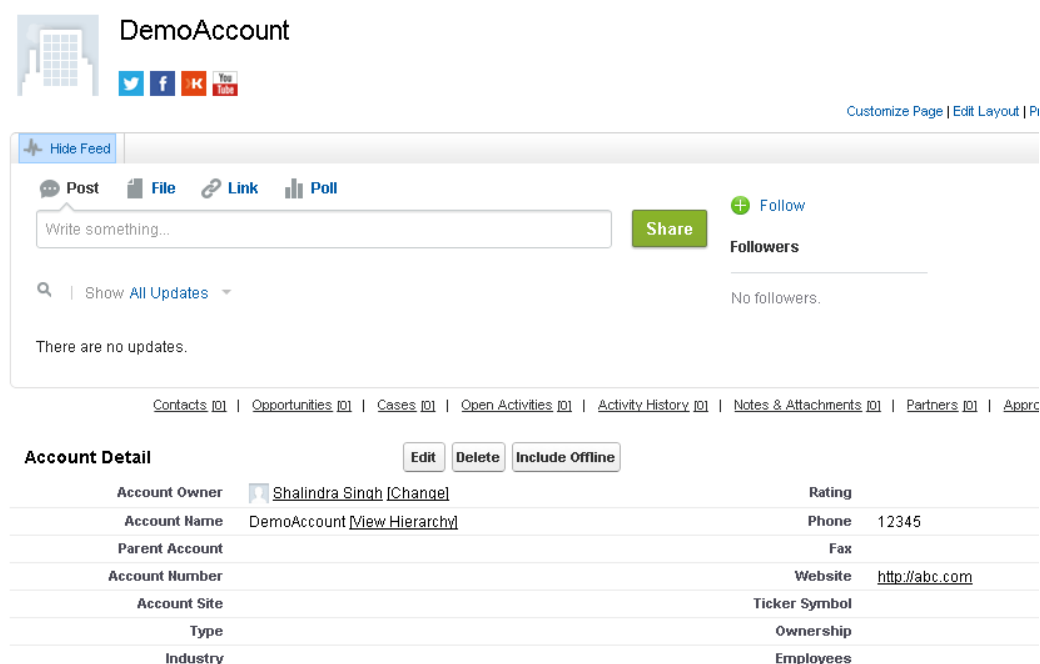 DemoAccount
You
Tube
Customize Page | Edit Layout |
Hide Feed
Post File Link Poll
Write something...
Share
Follow
Followers
Show All Updates
No followers.
There are no updates.
Contacts [0] | Opportunities [0] | Cases [0] | Open Activities [0] | Activity History [0] | Notes & Attachments [0] | Partners [0] |
Account Detail Edit Delete Include Offline
Account Owner Shalindra Singh [Change] Rating
Account Name DemoAccount [View Hierarchy] Phone 12345
Parent Account Fax
Account Number Website http://abc.com
Account Site Ticker Symbol
Type Ownership
Industry Employees